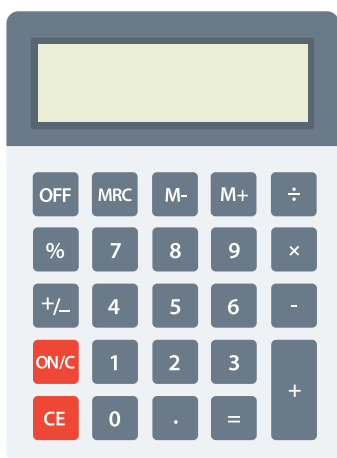 OFF MRC M- M+ ÷
% 7 8 9 ×
+/− 4 5 6 -
ON/C 1 2 3
+
CE 0 . =